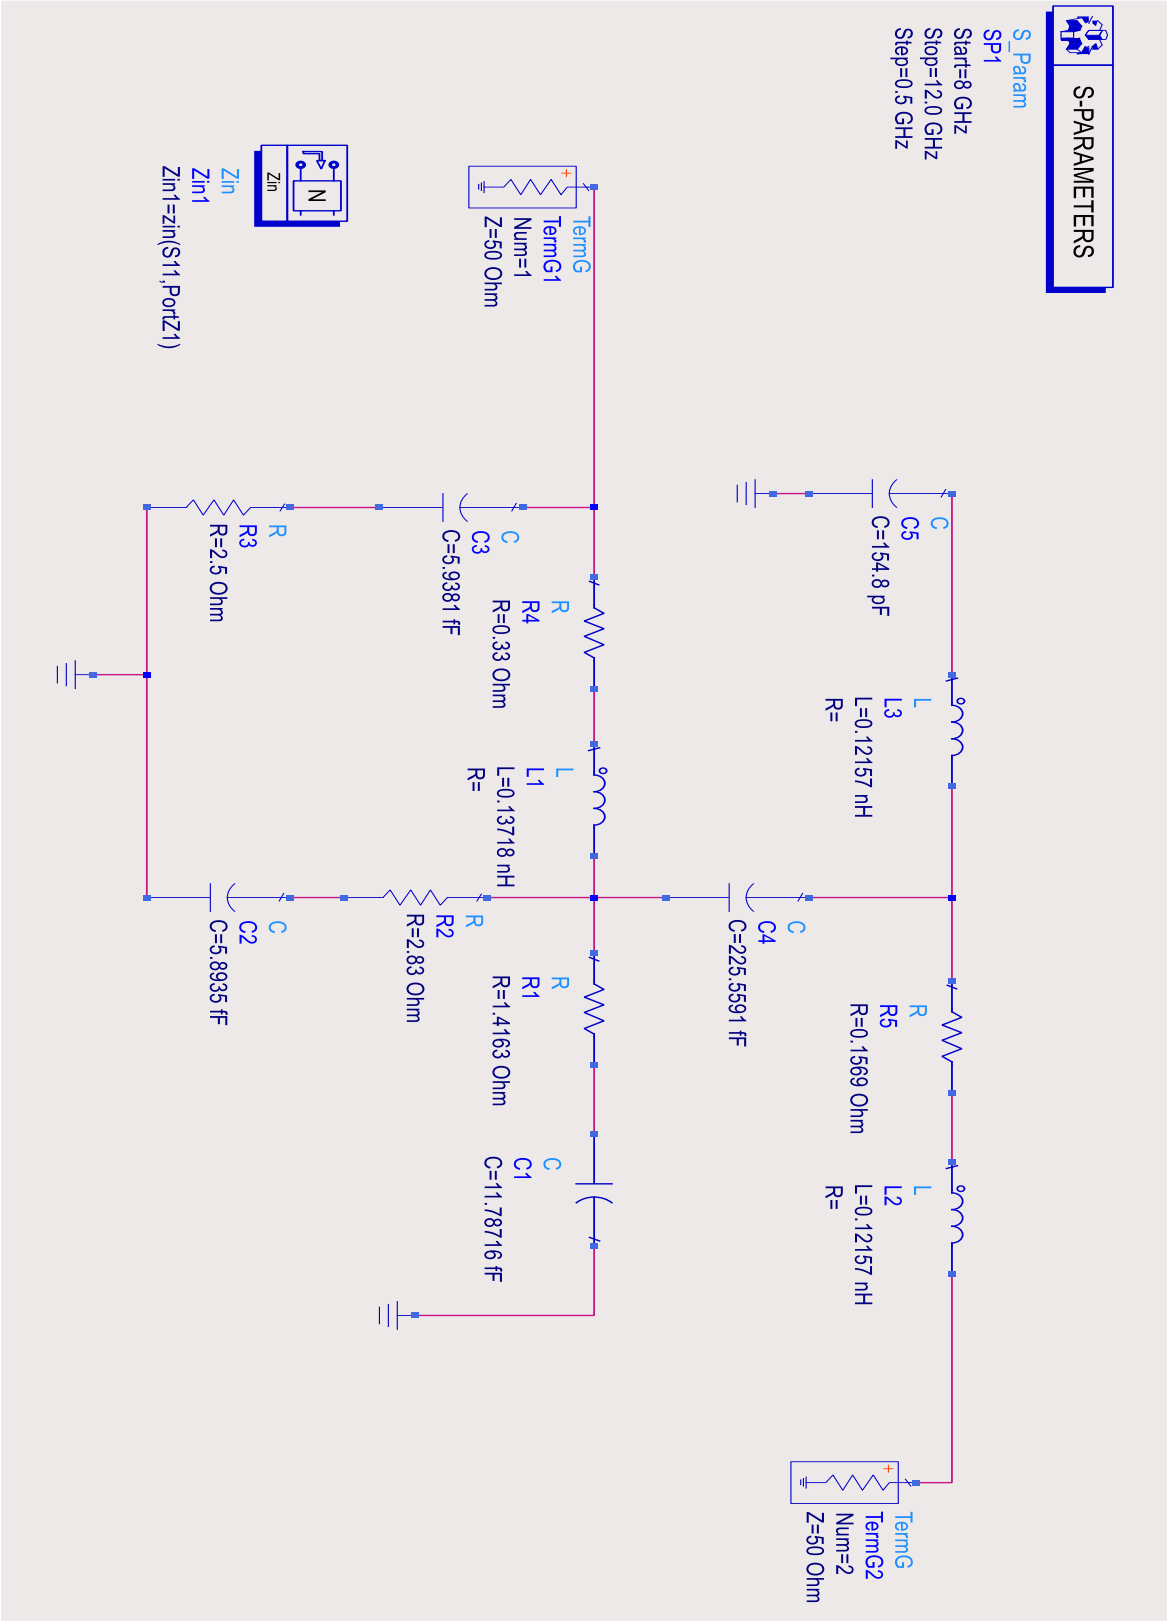 S-PARAMETERS
S_Param
SP1
Start=8 GHz
Stop=12.0 GHz
Step=0.5 GHz
C
C5
C=154.8 pF
L
L3
L=0.12157 nH
R=
R
R5
R=0.1569 Ohm
L
L2
L=0.12157 nH
R=
TermG
TermG2
Num=2
Z=50 Ohm
C
C4
C=225.5591 fF
TermG
TermG1
Num=1
Z=50 Ohm
R
R4
R=0.33 Ohm
L
L1
L=0.13718 nH
R=
R
R1
R=1.4163 Ohm
C
C1
C=11.78716 fF
C
C3
C=5.9381 fF
R
R2
R=2.83 Ohm
N
Zin
Zin
Zin1
Zin1=zin(S11,PortZ1)
R
R3
R=2.5 Ohm
C
C2
C=5.8935 fF